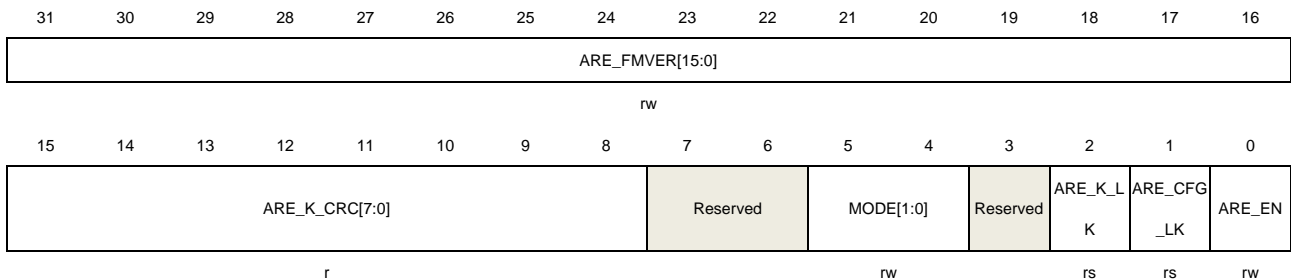 31 30 29 28 27 26 25 24 23 22 21 20 19 18 17 16
ARE_FMVER[15:0]
rw
15 14 13 12 11 10 9 8 7 6 5 4 3 2 1 0
ARE_K_CRC[7:0] Reserved MODE[1:0] Reserved ARE_K_L ARE_CFG ARE_EN
K _LK
r rw rs rs rw